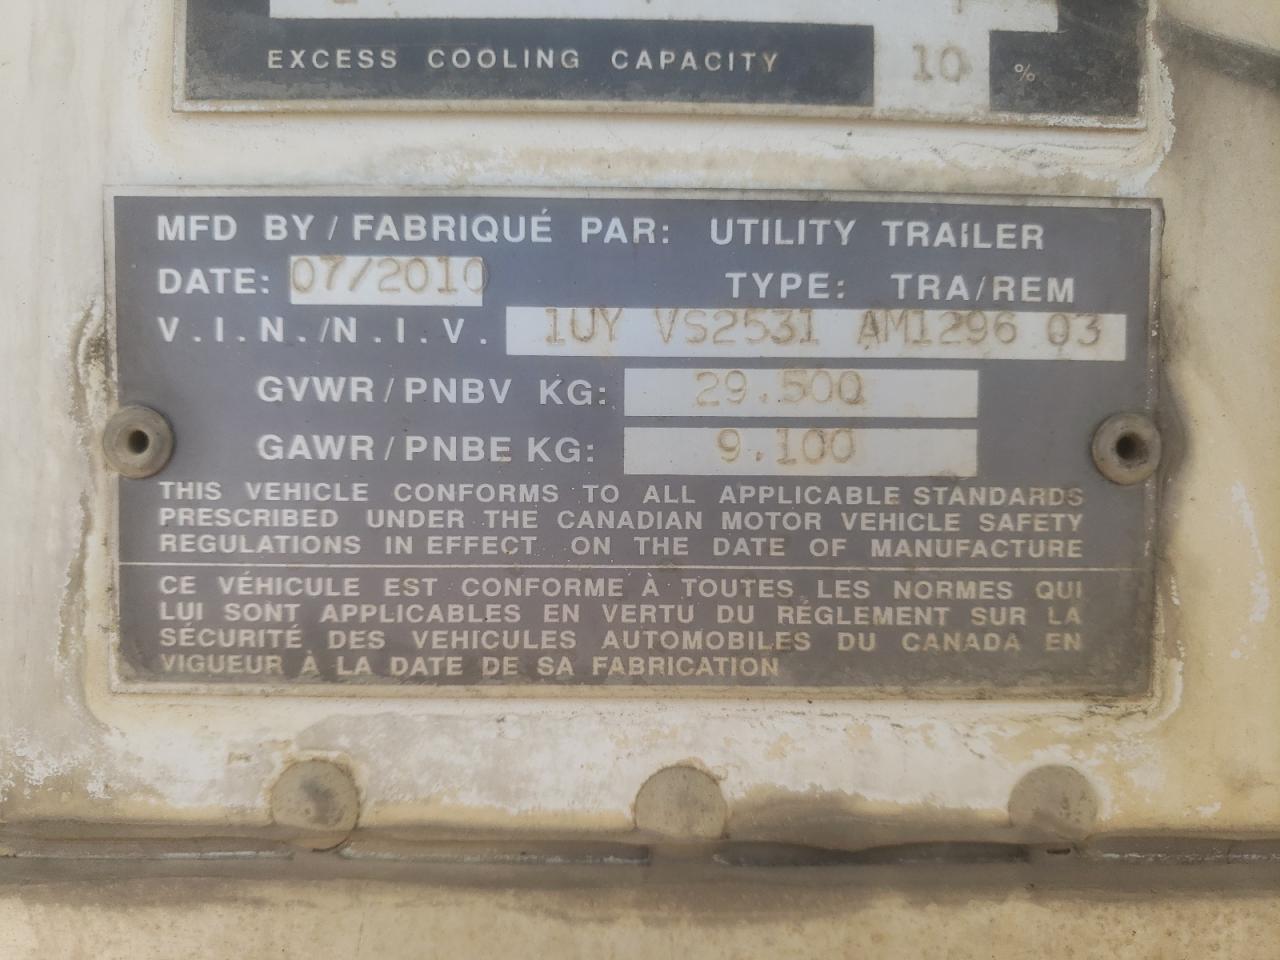 EXCESS COOLING CAPACITY 10 %
MFD BY / FABRIQUÉ PAR: UTILITY TRAILER
DATE: 07/2010 TYPE: TRA/REM
V.I.N./N.I.V. 1UY VS2531 AM1296 03
GVWR/PNBV KG: 29.500
GAWR/PNBE KG: 9.100
THIS VEHICLE CONFORMS TO ALL APPLICABLE STANDARDS
PRESCRIBED UNDER THE CANADIAN MOTOR VEHICLE SAFETY
REGULATIONS IN EFFECT ON THE DATE OF MANUFACTURE
CE VÉHICULE EST CONFORME À TOUTES LES NORMES QUI
LUI SONT APPLICABLES EN VERTU DU RÉGLEMENT SUR LA
SÉCURITÉ DES VEHICULES AUTOMOBILES DU CANADA EN
VIGUEUR À LA DATE DE SA FABRICATION